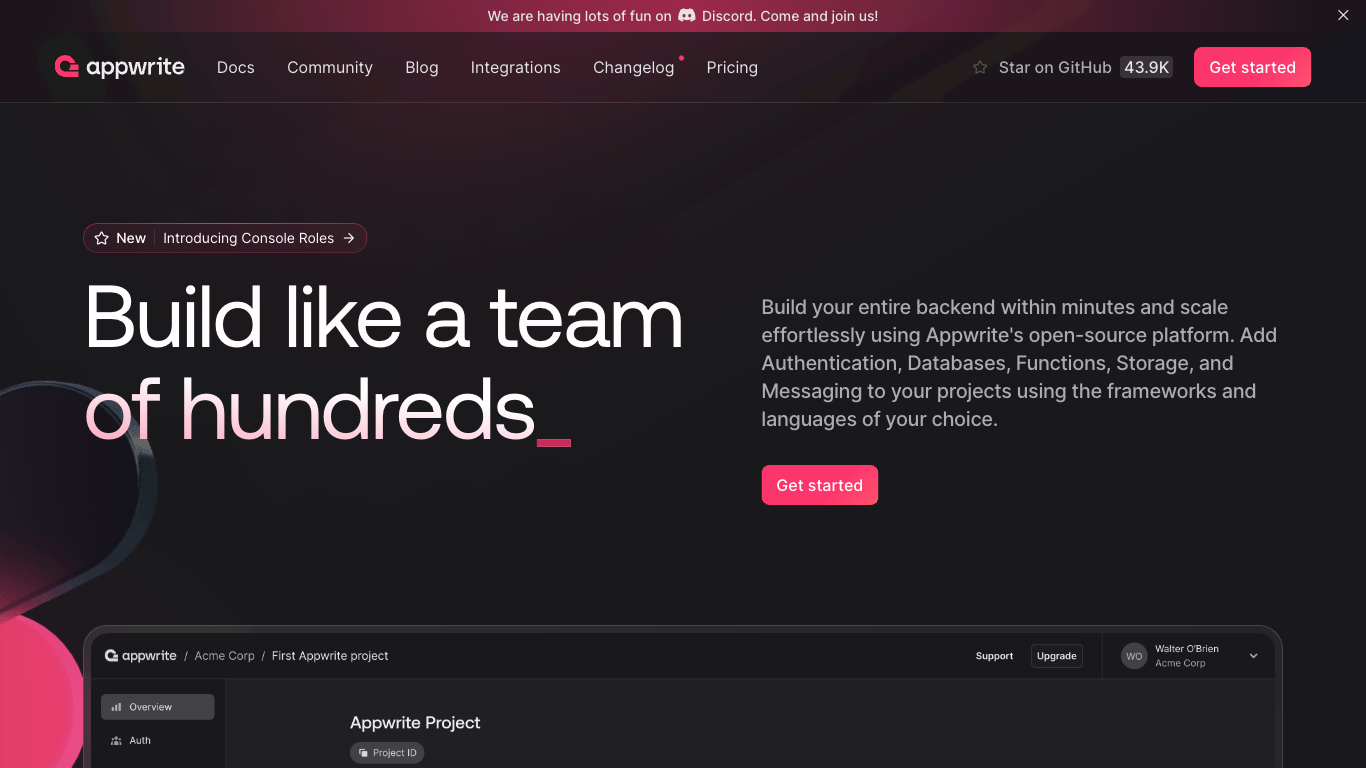 We are having lots of fun on Discord. Come and join us!
appwrite Docs Community Blog Integrations Changelog Pricing Star on GitHub 43.9K Get started
New Introducing Console Roles →
Build like a team
of hundreds_
Build your entire backend within minutes and scale
effortlessly using Appwrite's open-source platform. Add
Authentication, Databases, Functions, Storage, and
Messaging to your projects using the frameworks and
languages of your choice.
Get started
appwrite / Acme Corp / First Appwrite project Support Upgrade WO Walter O'Brien
Acme Corp
Overview
Auth
Appwrite Project
Project ID